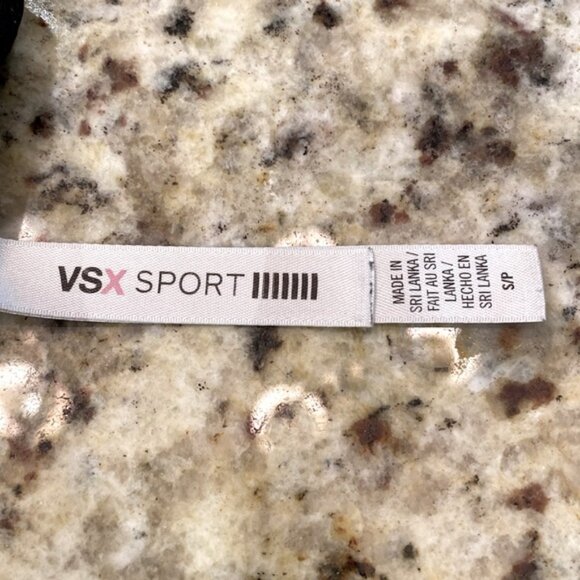 VSX SPORT
MADE IN
SRI LANKA /
FAIT AU SRI
LANKA /
HECHO EN
SRI LANKA
S/P